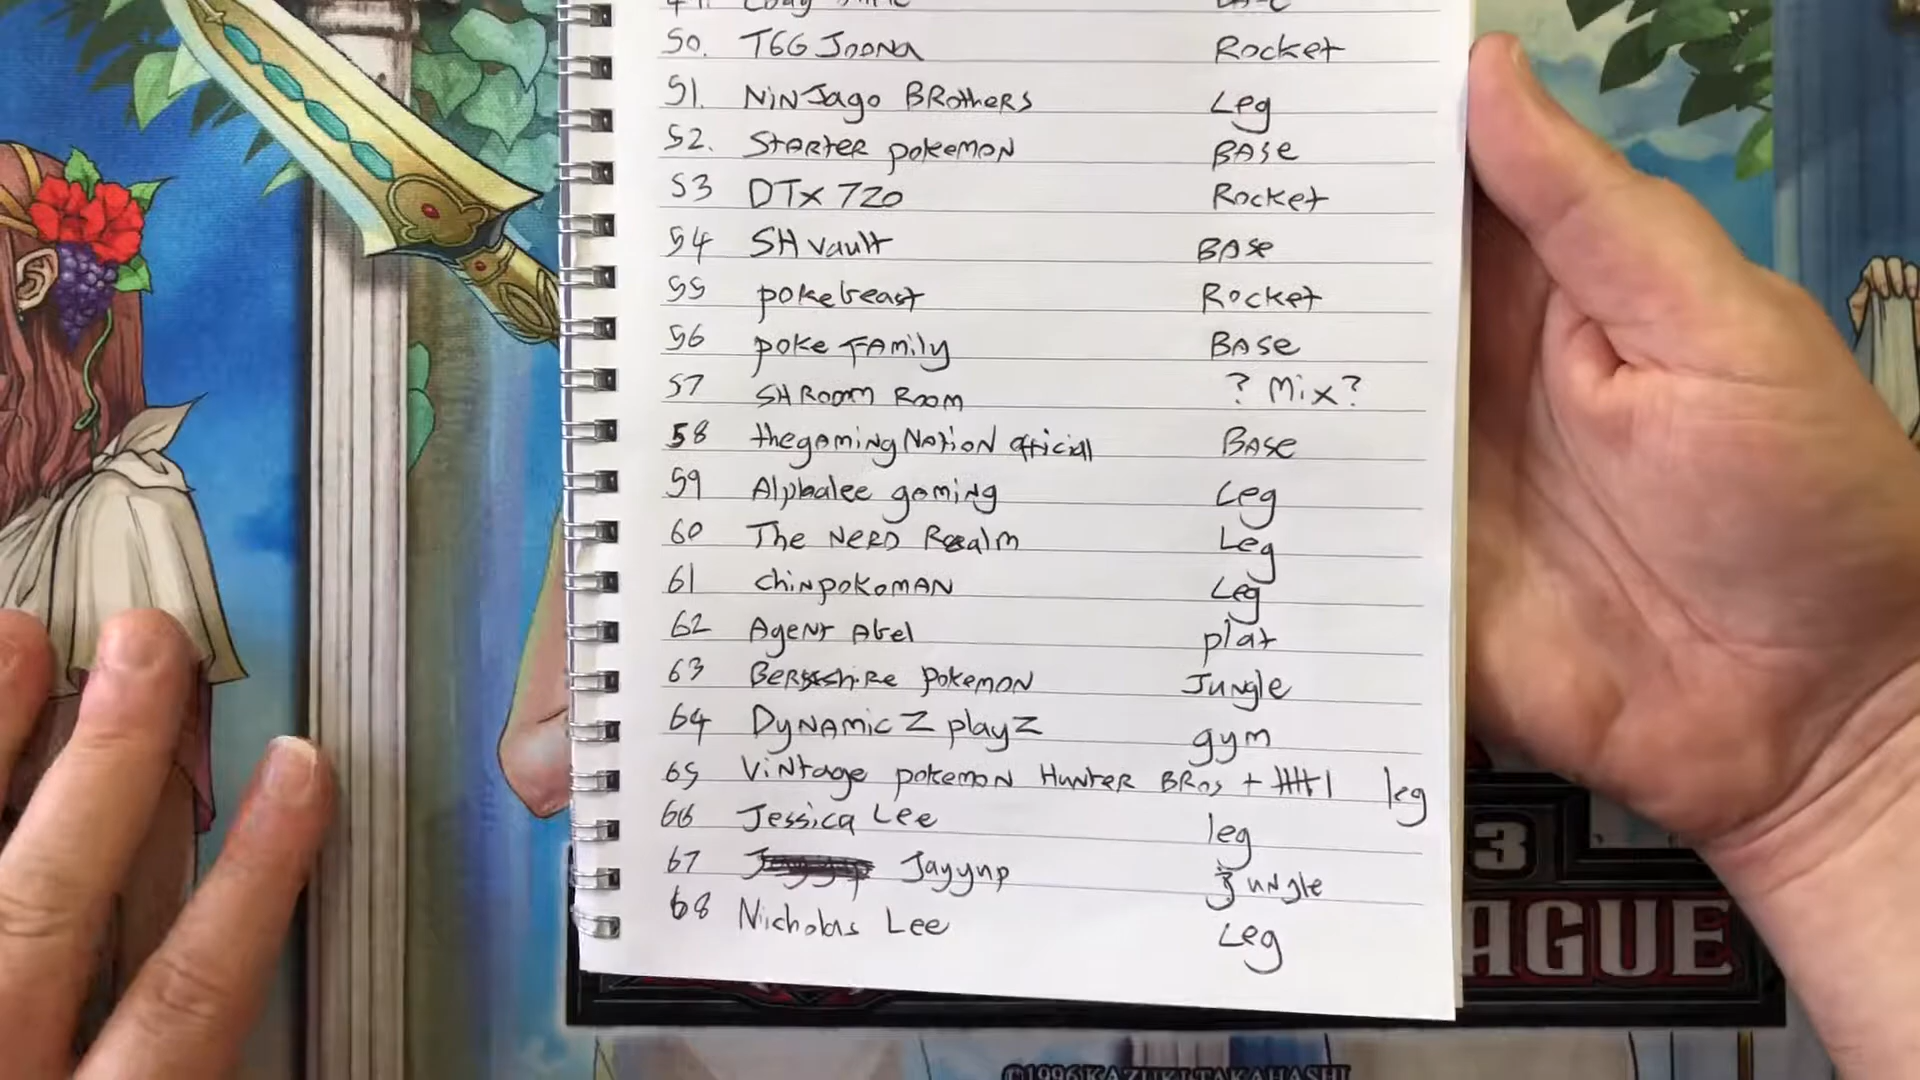 50. TGG Joona Rocket
51. NiNJago BRotheRS Leg
52. StaRteR pokemoN BASe
53 DTx 720 Rocket
54 SH vault BASe
55 pokebeast Rocket
56 poke FAmily BASe
57 SHRoom Room ? Mix?
58 thegamiNgNatioN official BASe
59 Alphalee gaming Leg
60 The NeRD Realm Leg
61 chiNpokomAN Leg
62 AgeNt Abel plat
63 BeRkshiRe pokemoN JuNgle
64 DyNAmic Z playZ gym
65 ViNtage pokemoN HuNteR BRos + leg
66 Jessica Lee leg
67 Jayynp JuNgle
68 Nicholas Lee Leg
3
AGUE
©1996 KAZUKI TAKAHASHI